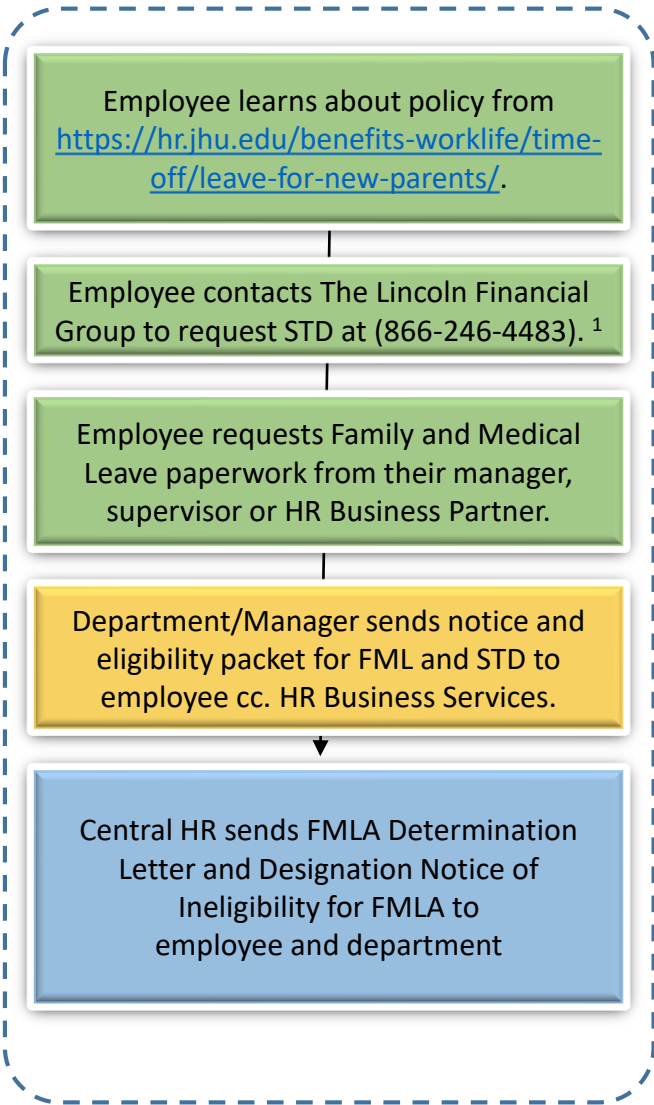 Employee learns about policy from
https://hr.jhu.edu/benefits-worklife/time-
off/leave-for-new-parents/.
Employee contacts The Lincoln Financial
Group to request STD at (866-246-4483). 1
Employee requests Family and Medical
Leave paperwork from their manager,
supervisor or HR Business Partner.
Department/Manager sends notice and
eligibility packet for FML and STD to
employee cc. HR Business Services.
Central HR sends FMLA Determination
Letter and Designation Notice of
Ineligibility for FMLA to
employee and department